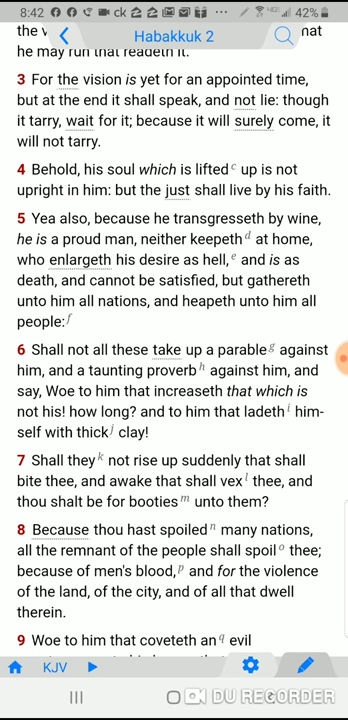 8:42 42%
Habakkuk 2
the v hat
he may run that readeth it.
3 For the vision is yet for an appointed time,
but at the end it shall speak, and not lie: though
it tarry, wait for it; because it will surely come, it
will not tarry.
4 Behold, his soul which is lifted c up is not
upright in him: but the just shall live by his faith.
5 Yea also, because he transgresseth by wine,
he is a proud man, neither keepeth d at home,
who enlargeth his desire as hell, e and is as
death, and cannot be satisfied, but gathereth
unto him all nations, and heapeth unto him all
people: f
6 Shall not all these take up a parable g against
him, and a taunting proverb h against him, and
say, Woe to him that increaseth that which is
not his! how long? and to him that ladeth i him-
self with thick j clay!
7 Shall they k not rise up suddenly that shall
bite thee, and awake that shall vex l thee, and
thou shalt be for booties m unto them?
8 Because thou hast spoiled n many nations,
all the remnant of the people shall spoil o thee;
because of men's blood, p and for the violence
of the land, of the city, and of all that dwell
therein.
9 Woe to him that coveteth an q evil
KJV
DU RECORDER